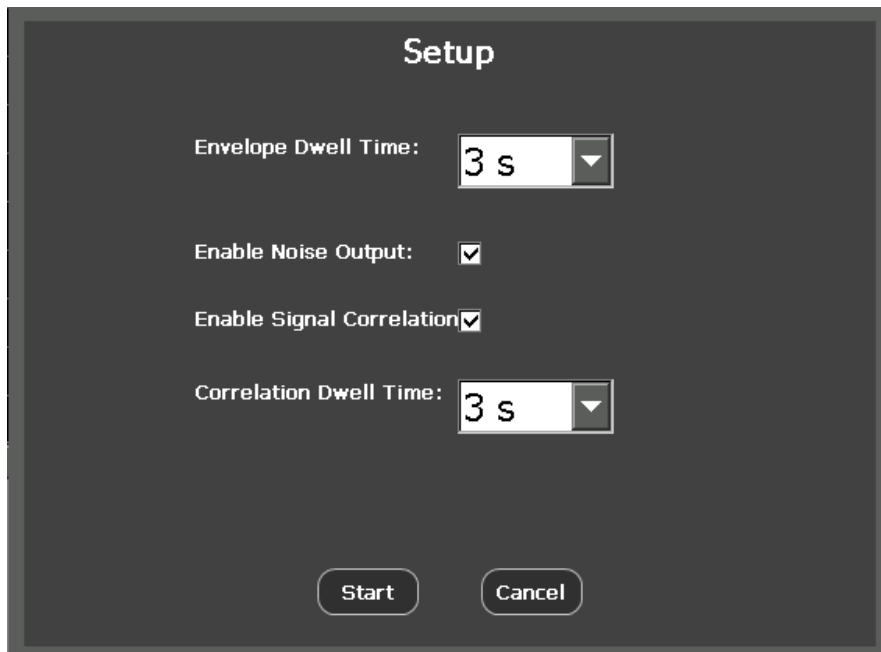 Setup
Envelope Dwell Time: 3 s
Enable Noise Output:
Enable Signal Correlation
Correlation Dwell Time: 3 s
Start Cancel